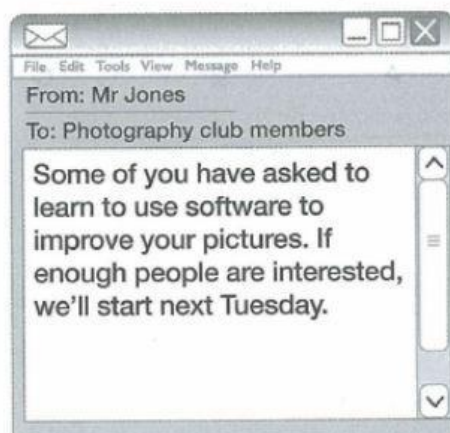 File Edit Tools View Message Help
From: Mr Jones
To: Photography club members
Some of you have asked to
learn to use software to
improve your pictures. If
enough people are interested,
we'll start next Tuesday.